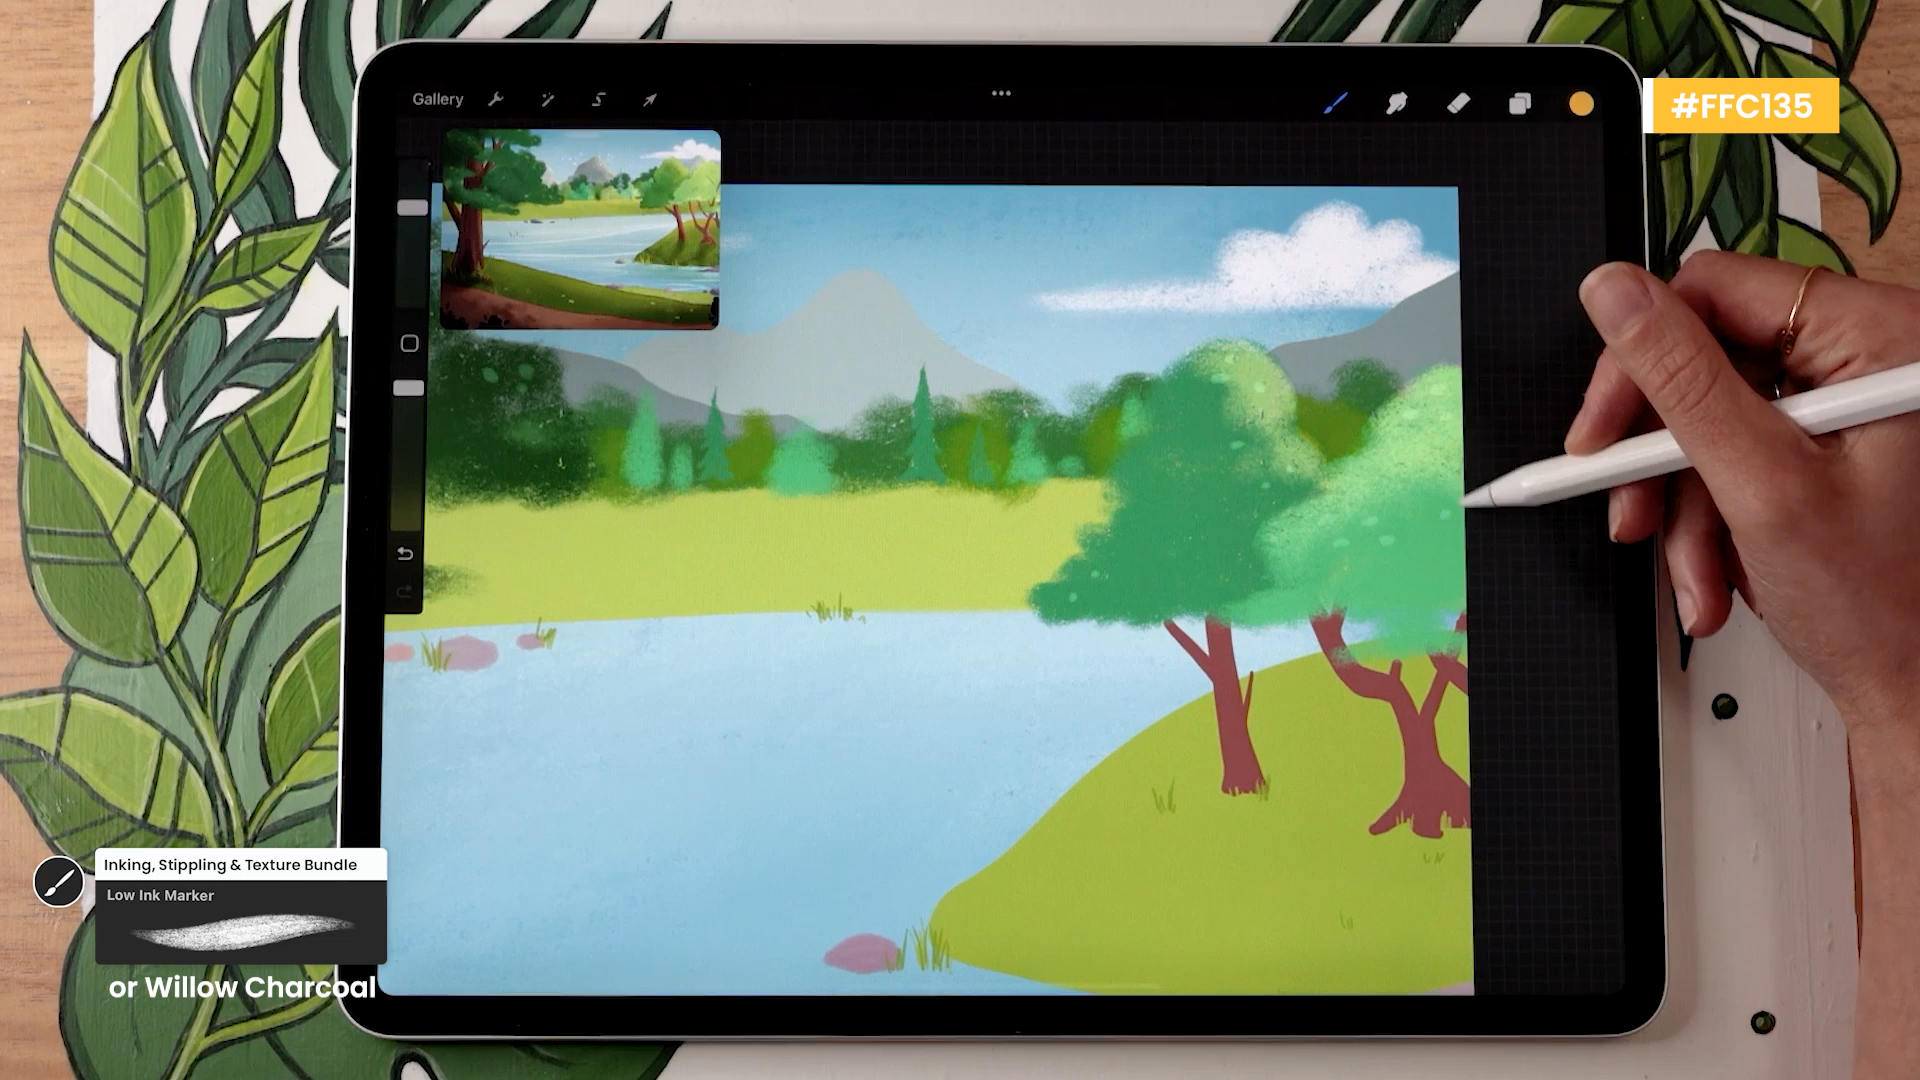 Gallery
#FFC135
Inking, Stippling & Texture Bundle
Low Ink Marker
or Willow Charcoal